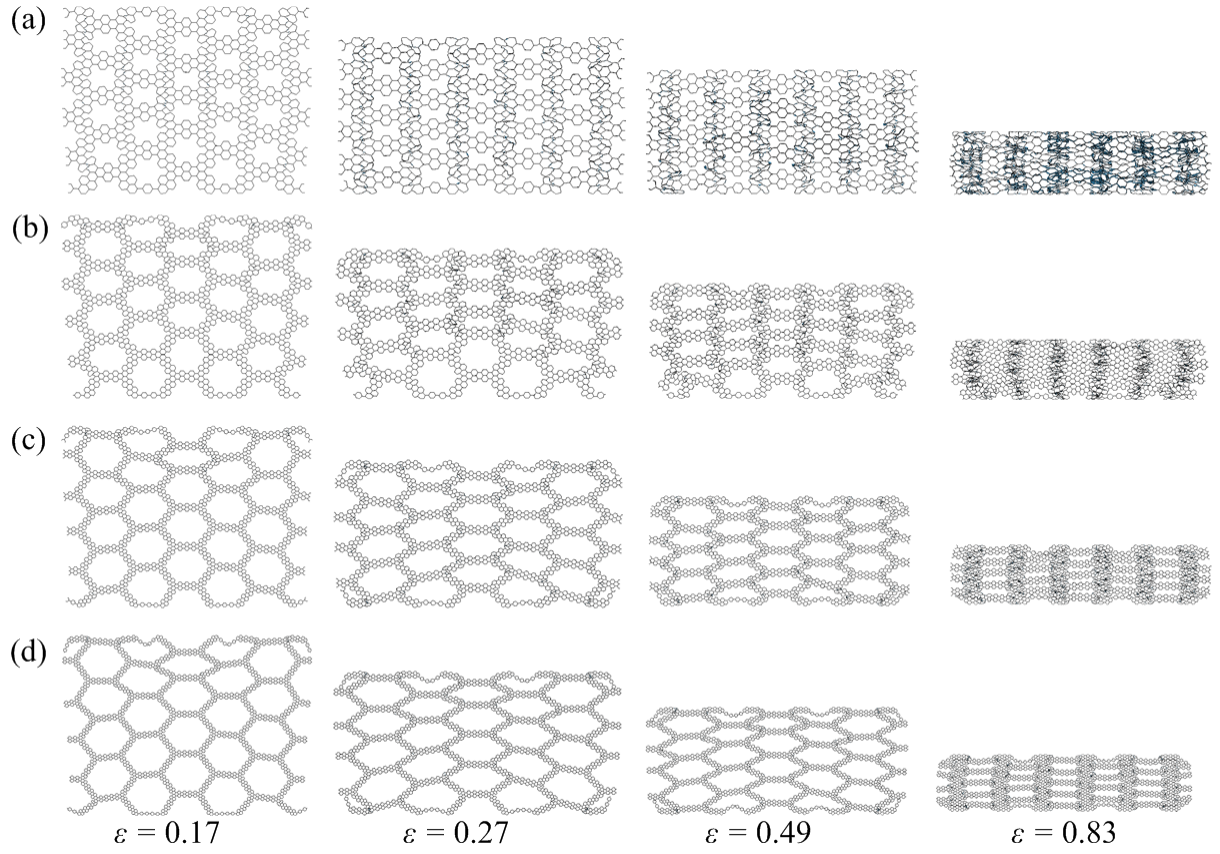 (a)
(b)
(c)
(d)
ε = 0.17 ε = 0.27 ε = 0.49 ε = 0.83